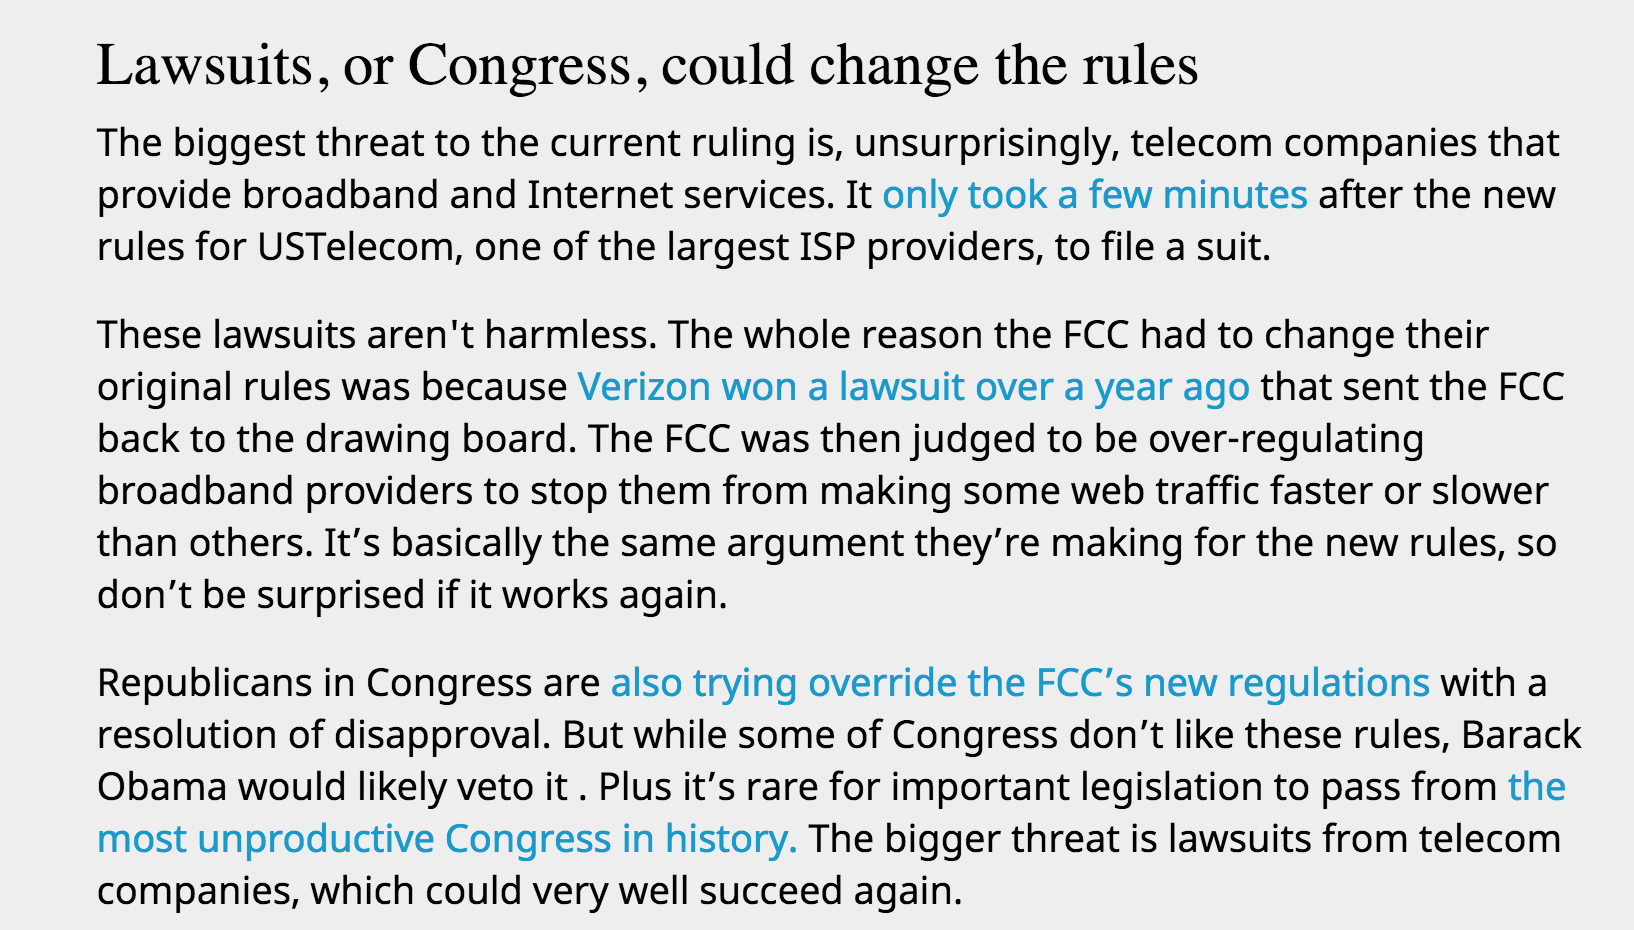 Lawsuits, or Congress, could change the rules
The biggest threat to the current ruling is, unsurprisingly, telecom companies that
provide broadband and Internet services. It only took a few minutes after the new
rules for USTelecom, one of the largest ISP providers, to file a suit.
These lawsuits aren't harmless. The whole reason the FCC had to change their
original rules was because Verizon won a lawsuit over a year ago that sent the FCC
back to the drawing board. The FCC was then judged to be over-regulating
broadband providers to stop them from making some web traffic faster or slower
than others. It’s basically the same argument they’re making for the new rules, so
don’t be surprised if it works again.
Republicans in Congress are also trying override the FCC’s new regulations with a
resolution of disapproval. But while some of Congress don’t like these rules, Barack
Obama would likely veto it . Plus it’s rare for important legislation to pass from the
most unproductive Congress in history. The bigger threat is lawsuits from telecom
companies, which could very well succeed again.